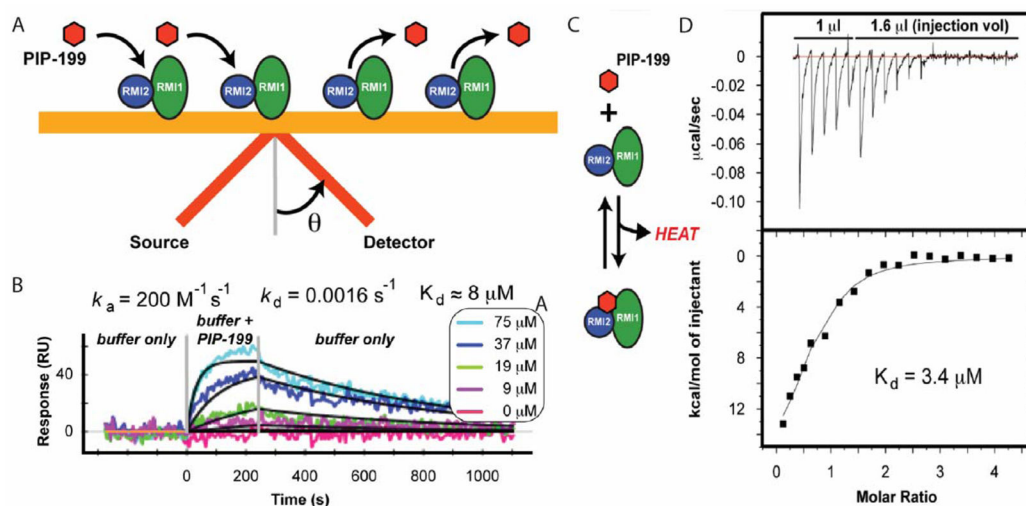 A
PIP-199
RMI2
RMI1
RMI2
RMI1
RMI2
RMI1
RMI2
RMI1
θ
Source
Detector
B
kₐ = 200 M⁻¹ s⁻¹
k_d = 0.0016 s⁻¹
K_d ≈ 8 μM
A
buffer only
buffer +
PIP-199
buffer only
75 μM
37 μM
19 μM
9 μM
0 μM
Response (RU)
40
0
0
200
400
600
800
1000
Time (s)
C
PIP-199
+
RMI2
RMI1
HEAT
RMI2
RMI1
D
1 μl
1.6 μl (injection vol)
μcal/sec
0
-0.02
-0.04
-0.06
-0.08
-0.10
kcal/mol of injectant
0
4
8
12
K_d = 3.4 μM
0
1
2
3
4
Molar Ratio